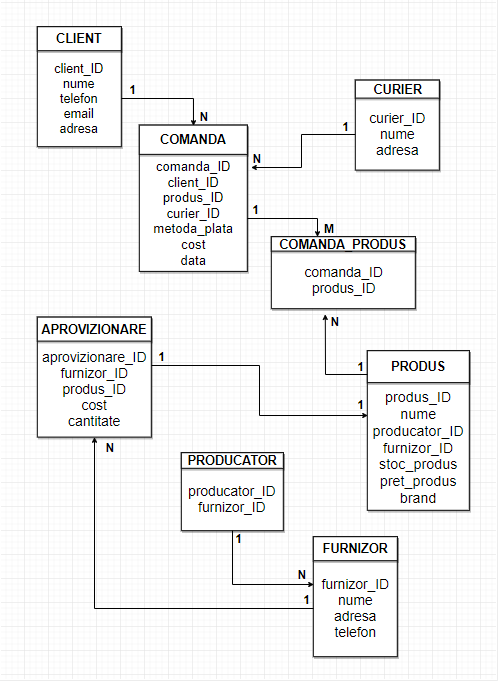 CLIENT
client_ID
nume
telefon
email
adresa
1
N
CURIER
curier_ID
nume
adresa
1
N
COMANDA
comanda_ID
client_ID
produs_ID
curier_ID
metoda_plata
cost
data
1
M
COMANDA_PRODUS
comanda_ID
produs_ID
N
1
APROVIZIONARE
aprovizionare_ID
furnizor_ID
produs_ID
cost
cantitate
1
1
N
PRODUS
produs_ID
nume
producator_ID
furnizor_ID
stoc_produs
pret_produs
brand
PRODUCATOR
producator_ID
furnizor_ID
1
N
1
FURNIZOR
furnizor_ID
nume
adresa
telefon